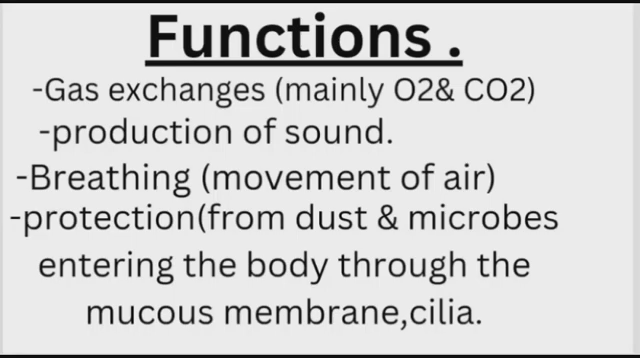 Functions .
-Gas exchanges (mainly O2& CO2)
-production of sound.
-Breathing (movement of air)
-protection(from dust & microbes
entering the body through the
mucous membrane,cilia.